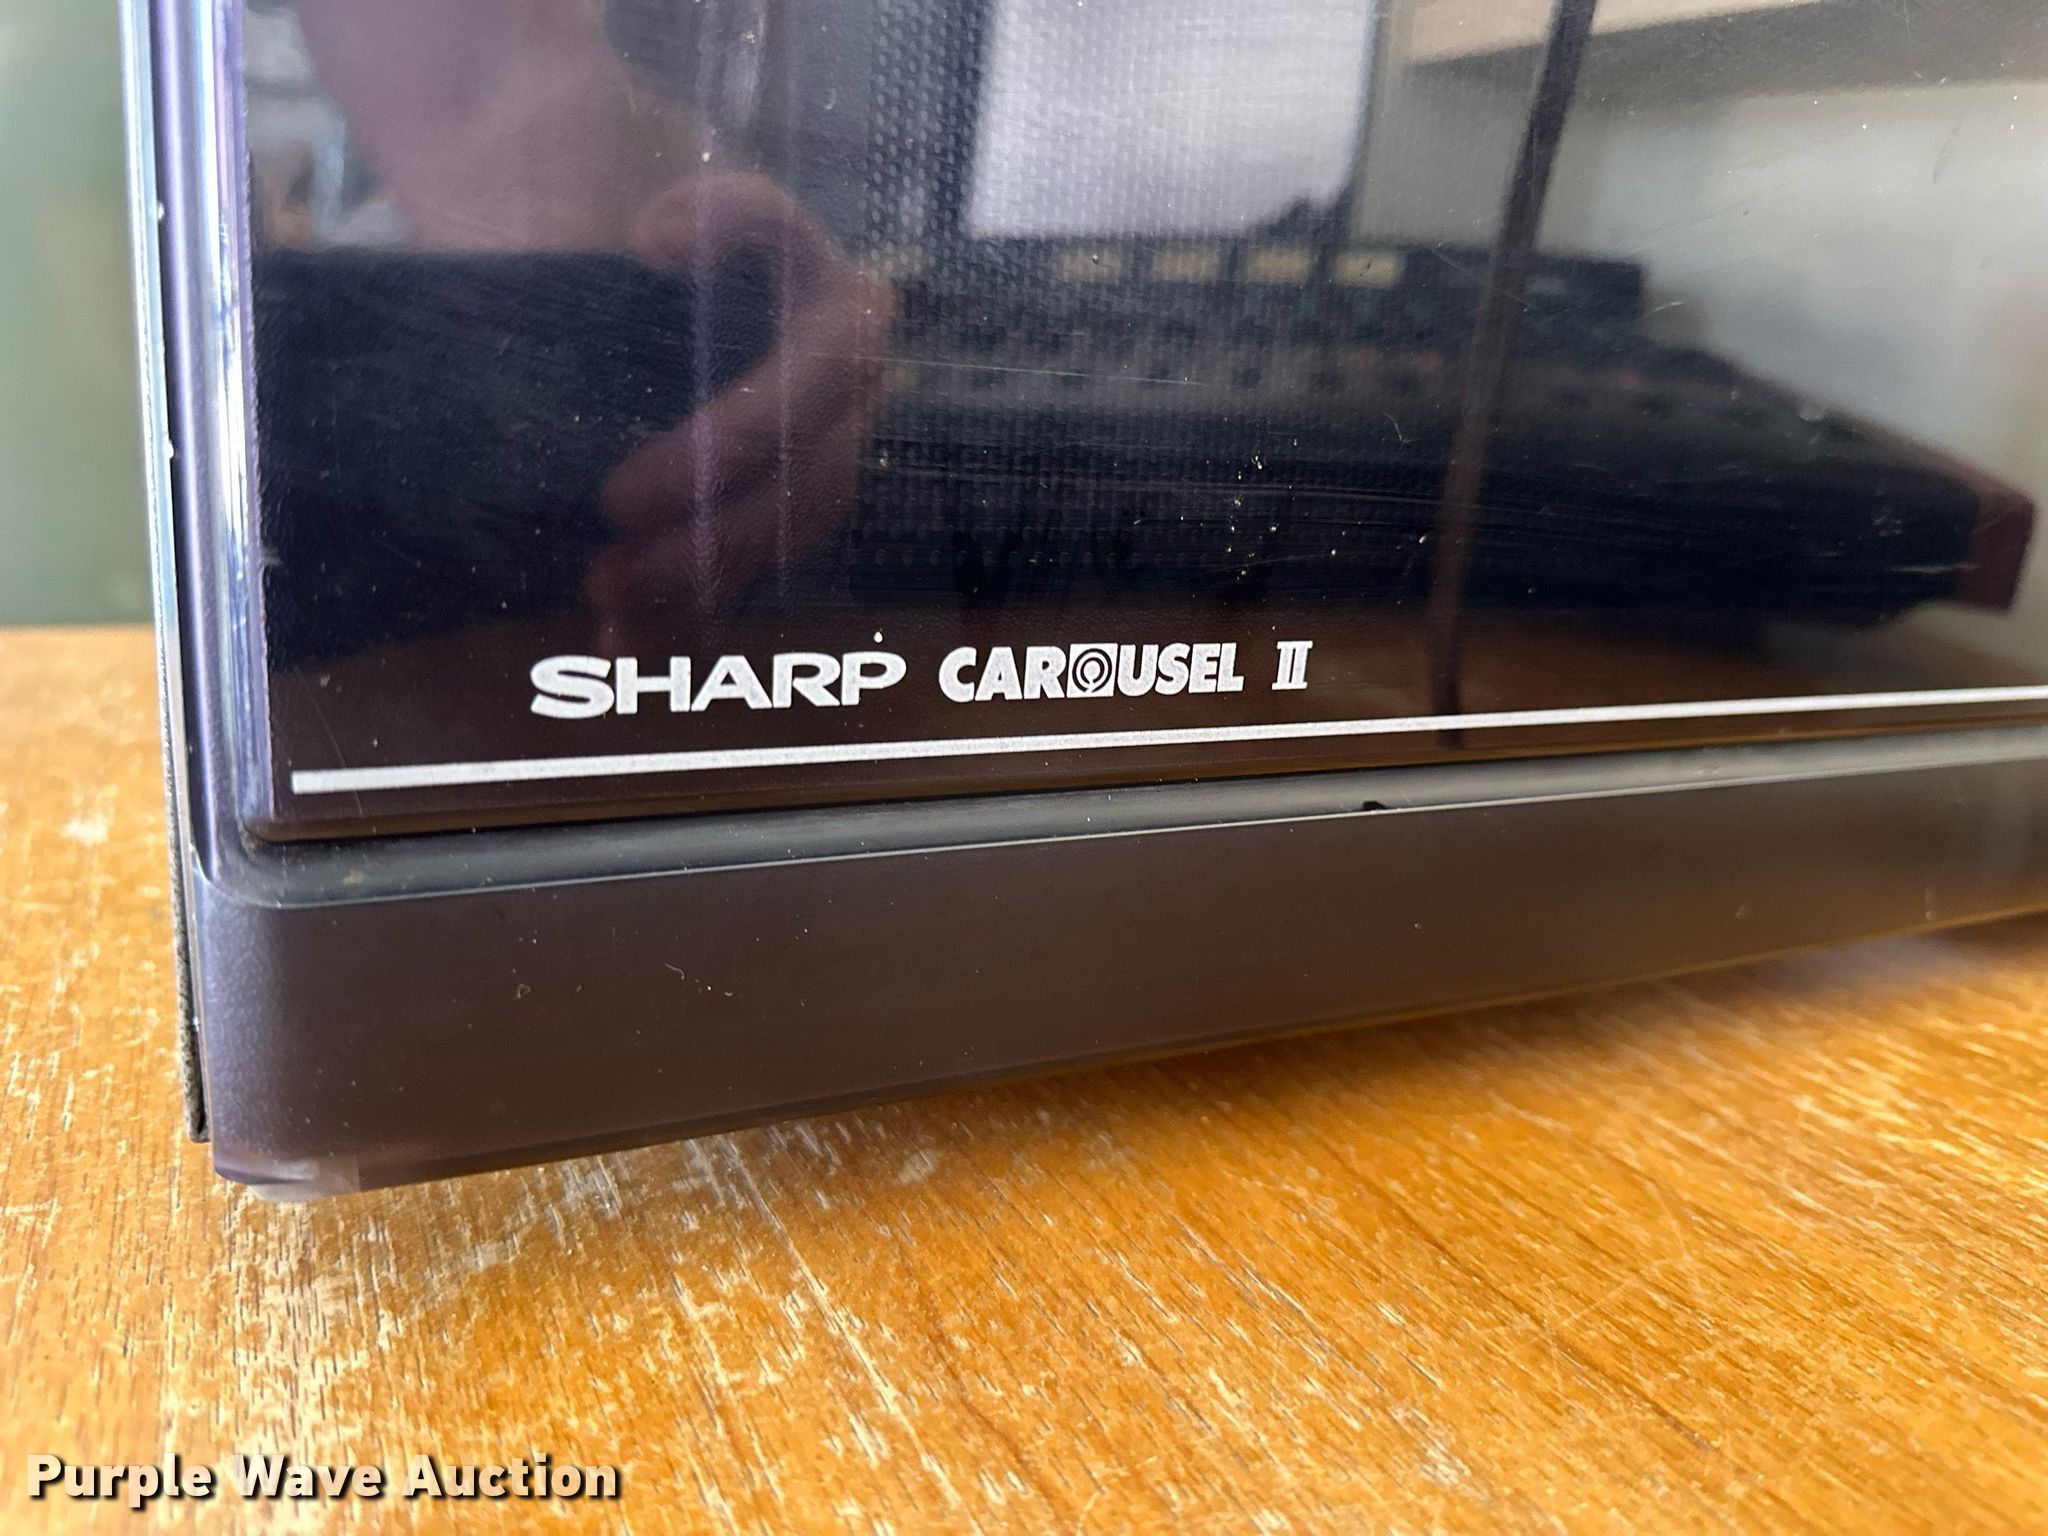 SHARP CAROUSEL II
Purple Wave Auction